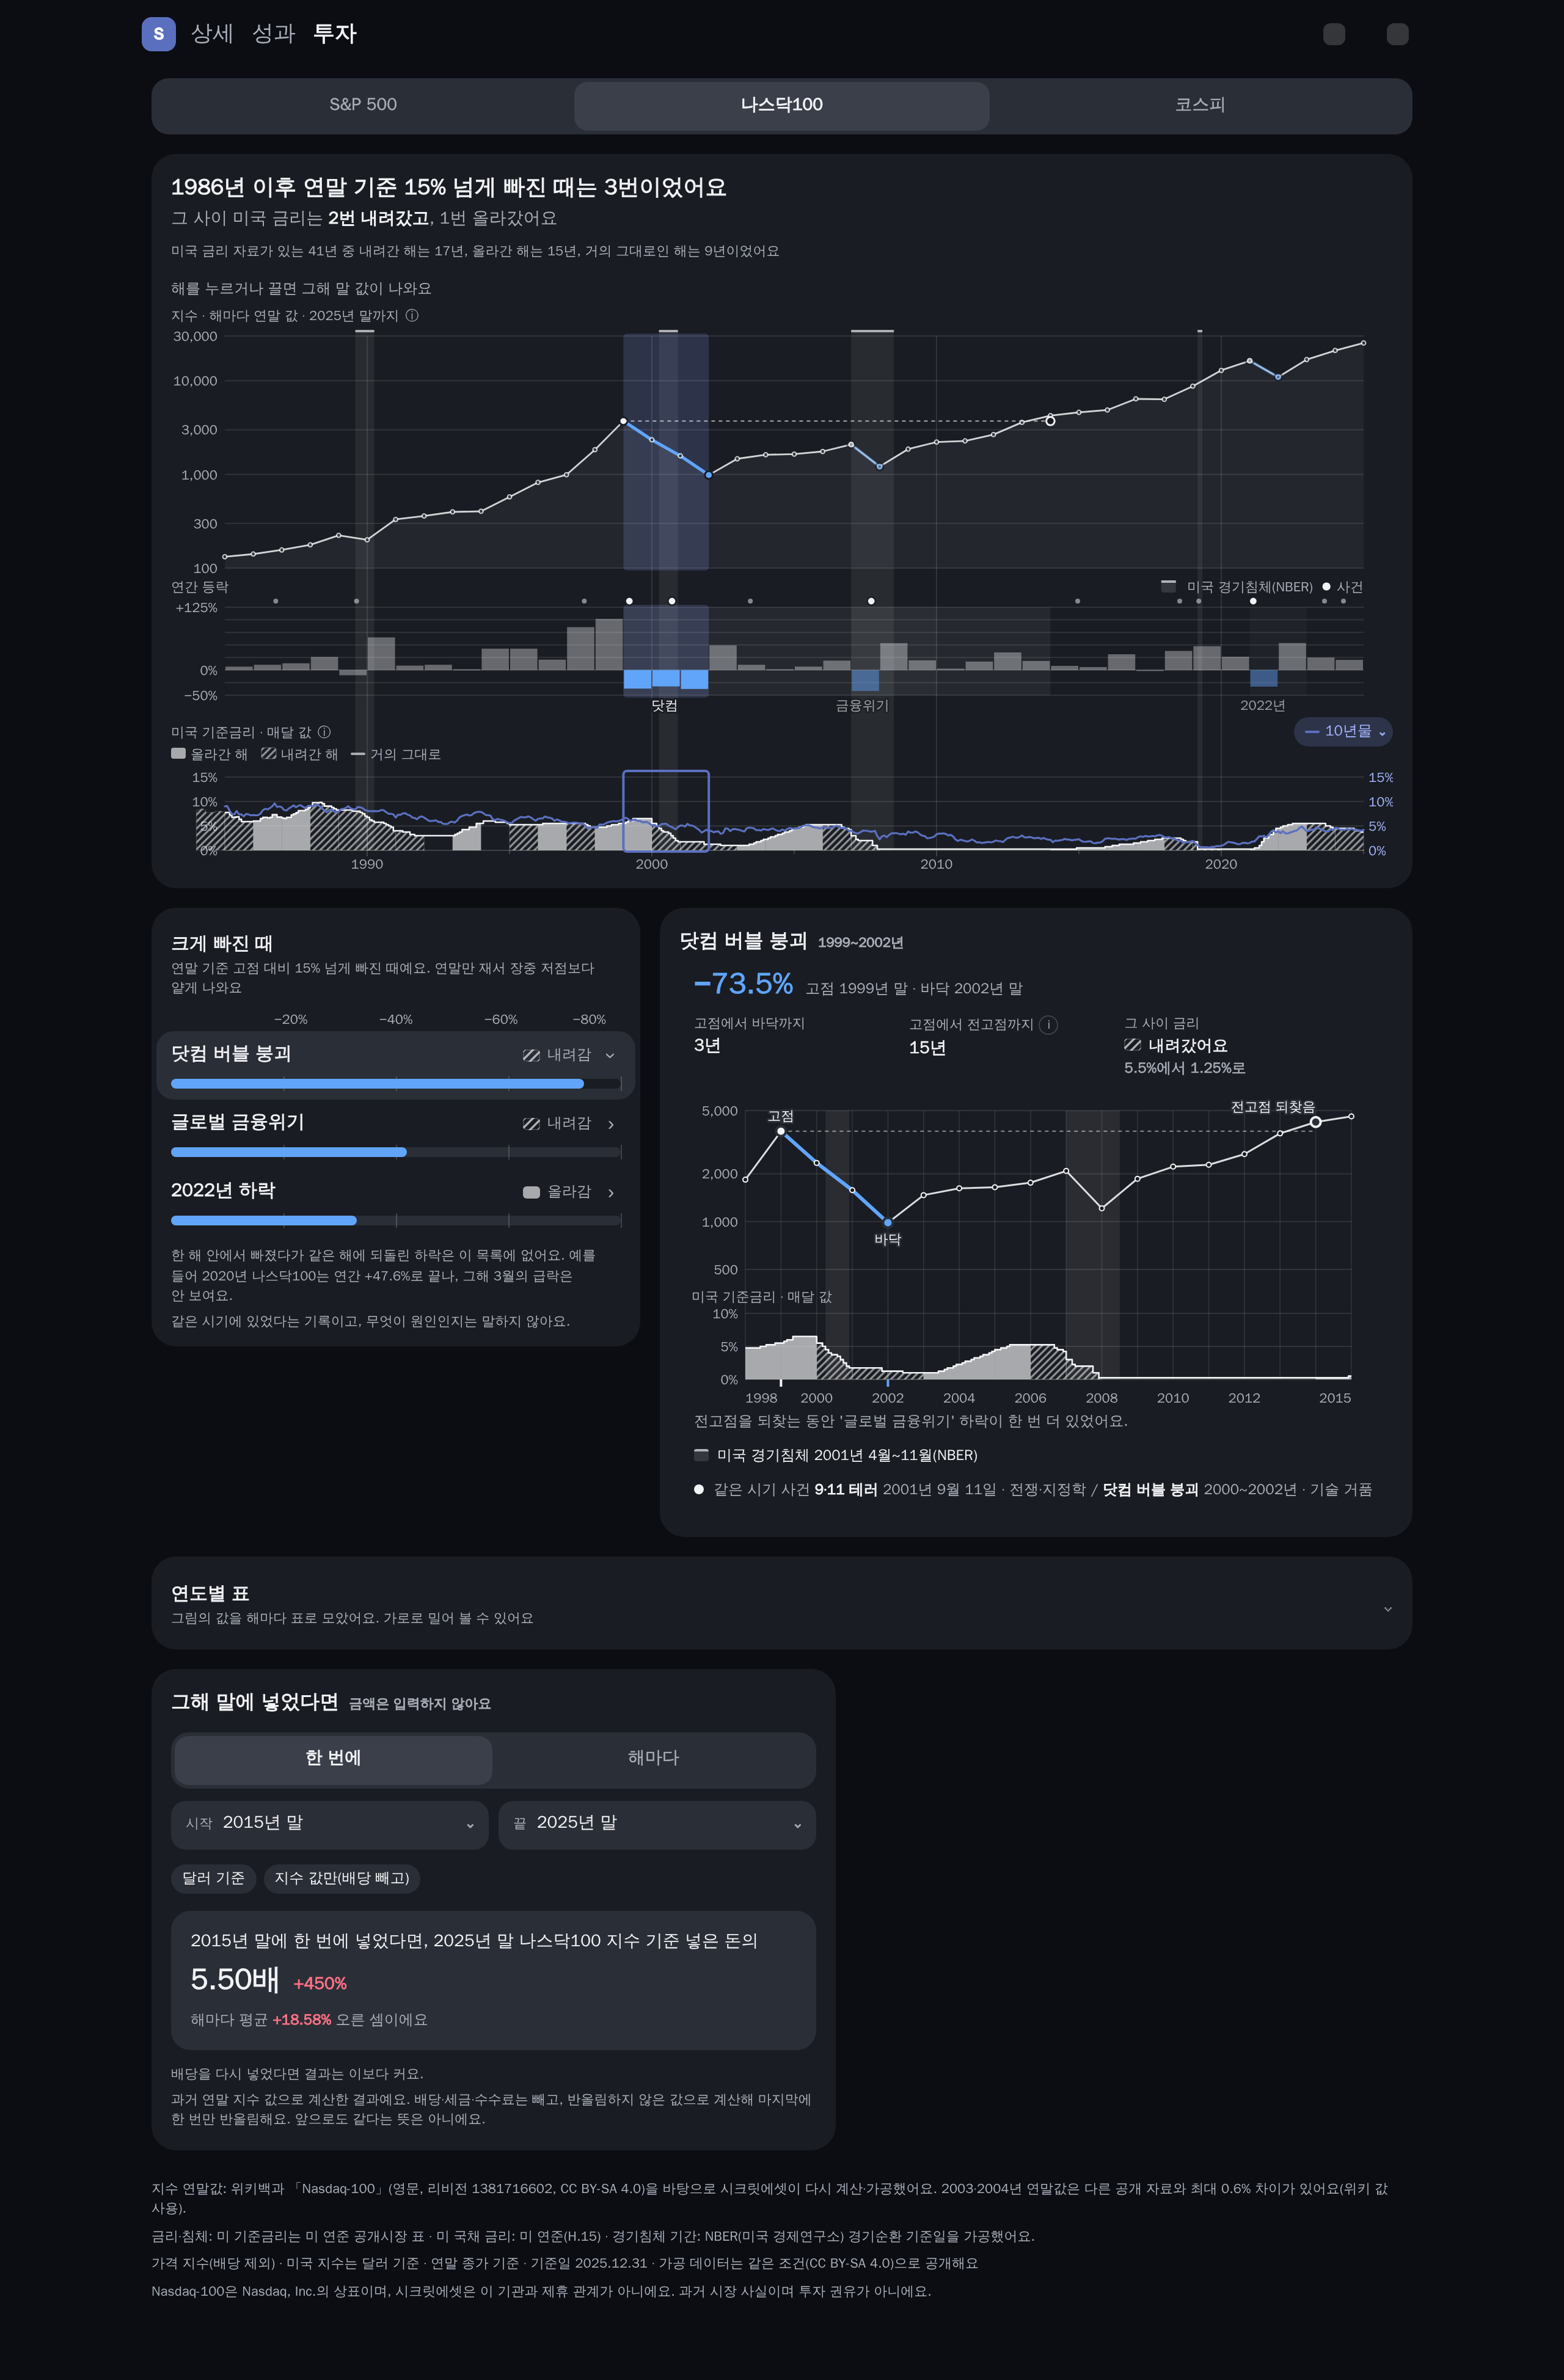 S 상세 성과 투자
S&P 500 나스닥100 코스피
1986년 이후 연말 기준 15% 넘게 빠진 때는 3번이었어요
그 사이 미국 금리는 2번 내려갔고, 1번 올라갔어요
미국 금리 자료가 있는 41년 중 내려간 해는 17년, 올라간 해는 15년, 거의 그대로인 해는 9년이었어요
해를 누르거나 끌면 그해 말 값이 나와요
지수 · 해마다 연말 값 · 2025년 말까지 ⓘ
30,000
10,000
3,000
1,000
300
100
연간 등락 미국 경기침체(NBER) 사건
+125%
0%
−50%
닷컴 금융위기 2022년
미국 기준금리 · 매달 값 ⓘ 10년물
올라간 해 내려간 해 거의 그대로
15% 15%
10% 10%
5% 5%
0% 0%
1990 2000 2010 2020
크게 빠진 때
연말 기준 고점 대비 15% 넘게 빠진 때예요. 연말만 재서 장중 저점보다
얕게 나와요
−20% −40% −60% −80%
닷컴 버블 붕괴 내려감
글로벌 금융위기 내려감
2022년 하락 올라감
한 해 안에서 빠졌다가 같은 해에 되돌린 하락은 이 목록에 없어요. 예를
들어 2020년 나스닥100는 연간 +47.6%로 끝나, 그해 3월의 급락은
안 보여요.
같은 시기에 있었다는 기록이고, 무엇이 원인인지는 말하지 않아요.
닷컴 버블 붕괴 1999~2002년
−73.5% 고점 1999년 말 · 바닥 2002년 말
고점에서 바닥까지 고점에서 전고점까지 ⓘ 그 사이 금리
3년 15년 내려갔어요
5.5%에서 1.25%로
5,000 고점 전고점 되찾음
2,000
1,000
바닥
500
미국 기준금리 · 매달 값
10%
5%
0%
1998 2000 2002 2004 2006 2008 2010 2012 2015
전고점을 되찾는 동안 '글로벌 금융위기' 하락이 한 번 더 있었어요.
미국 경기침체 2001년 4월~11월(NBER)
같은 시기 사건 9·11 테러 2001년 9월 11일 · 전쟁·지정학 / 닷컴 버블 붕괴 2000~2002년 · 기술 거품
연도별 표
그림의 값을 해마다 표로 모았어요. 가로로 밀어 볼 수 있어요
그해 말에 넣었다면 금액은 입력하지 않아요
한 번에 해마다
시작 2015년 말 끝 2025년 말
달러 기준 지수 값만(배당 빼고)
2015년 말에 한 번에 넣었다면, 2025년 말 나스닥100 지수 기준 넣은 돈의
5.50배 +450%
해마다 평균 +18.58% 오른 셈이에요
배당을 다시 넣었다면 결과는 이보다 커요.
과거 연말 지수 값으로 계산한 결과예요. 배당·세금·수수료는 빼고, 반올림하지 않은 값으로 계산해 마지막에
한 번만 반올림해요. 앞으로도 같다는 뜻은 아니에요.
지수 연말값: 위키백과 「Nasdaq-100」(영문, 리비전 1381716602, CC BY-SA 4.0)을 바탕으로 시크릿에셋이 다시 계산·가공했어요. 2003·2004년 연말값은 다른 공개 자료와 최대 0.6% 차이가 있어요(위키 값
사용).
금리·침체: 미 기준금리는 미 연준 공개시장 표 · 미 국채 금리: 미 연준(H.15) · 경기침체 기간: NBER(미국 경제연구소) 경기순환 기준일을 가공했어요.
가격 지수(배당 제외) · 미국 지수는 달러 기준 · 연말 종가 기준 · 기준일 2025.12.31 · 가공 데이터는 같은 조건(CC BY-SA 4.0)으로 공개해요
Nasdaq-100은 Nasdaq, Inc.의 상표이며, 시크릿에셋은 이 기관과 제휴 관계가 아니에요. 과거 시장 사실이며 투자 권유가 아니에요.